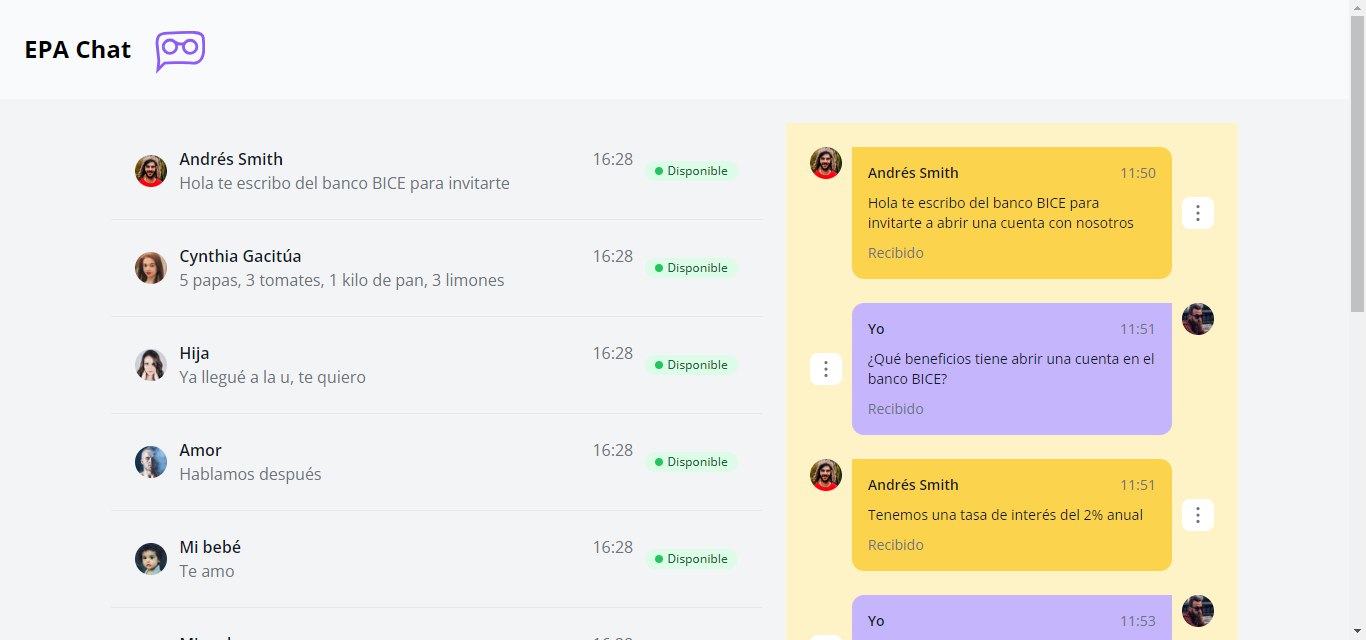 EPA Chat
Andrés Smith 16:28
Disponible
Hola te escribo del banco BICE para invitarte
Cynthia Gacitúa 16:28
Disponible
5 papas, 3 tomates, 1 kilo de pan, 3 limones
Hija 16:28
Disponible
Ya llegué a la u, te quiero
Amor 16:28
Disponible
Hablamos después
Mi bebé 16:28
Disponible
Te amo
Andrés Smith 11:50
Hola te escribo del banco BICE para
invitarte a abrir una cuenta con nosotros
Recibido
Yo 11:51
¿Qué beneficios tiene abrir una cuenta en el
banco BICE?
Recibido
Andrés Smith 11:51
Tenemos una tasa de interés del 2% anual
Recibido
Yo 11:53